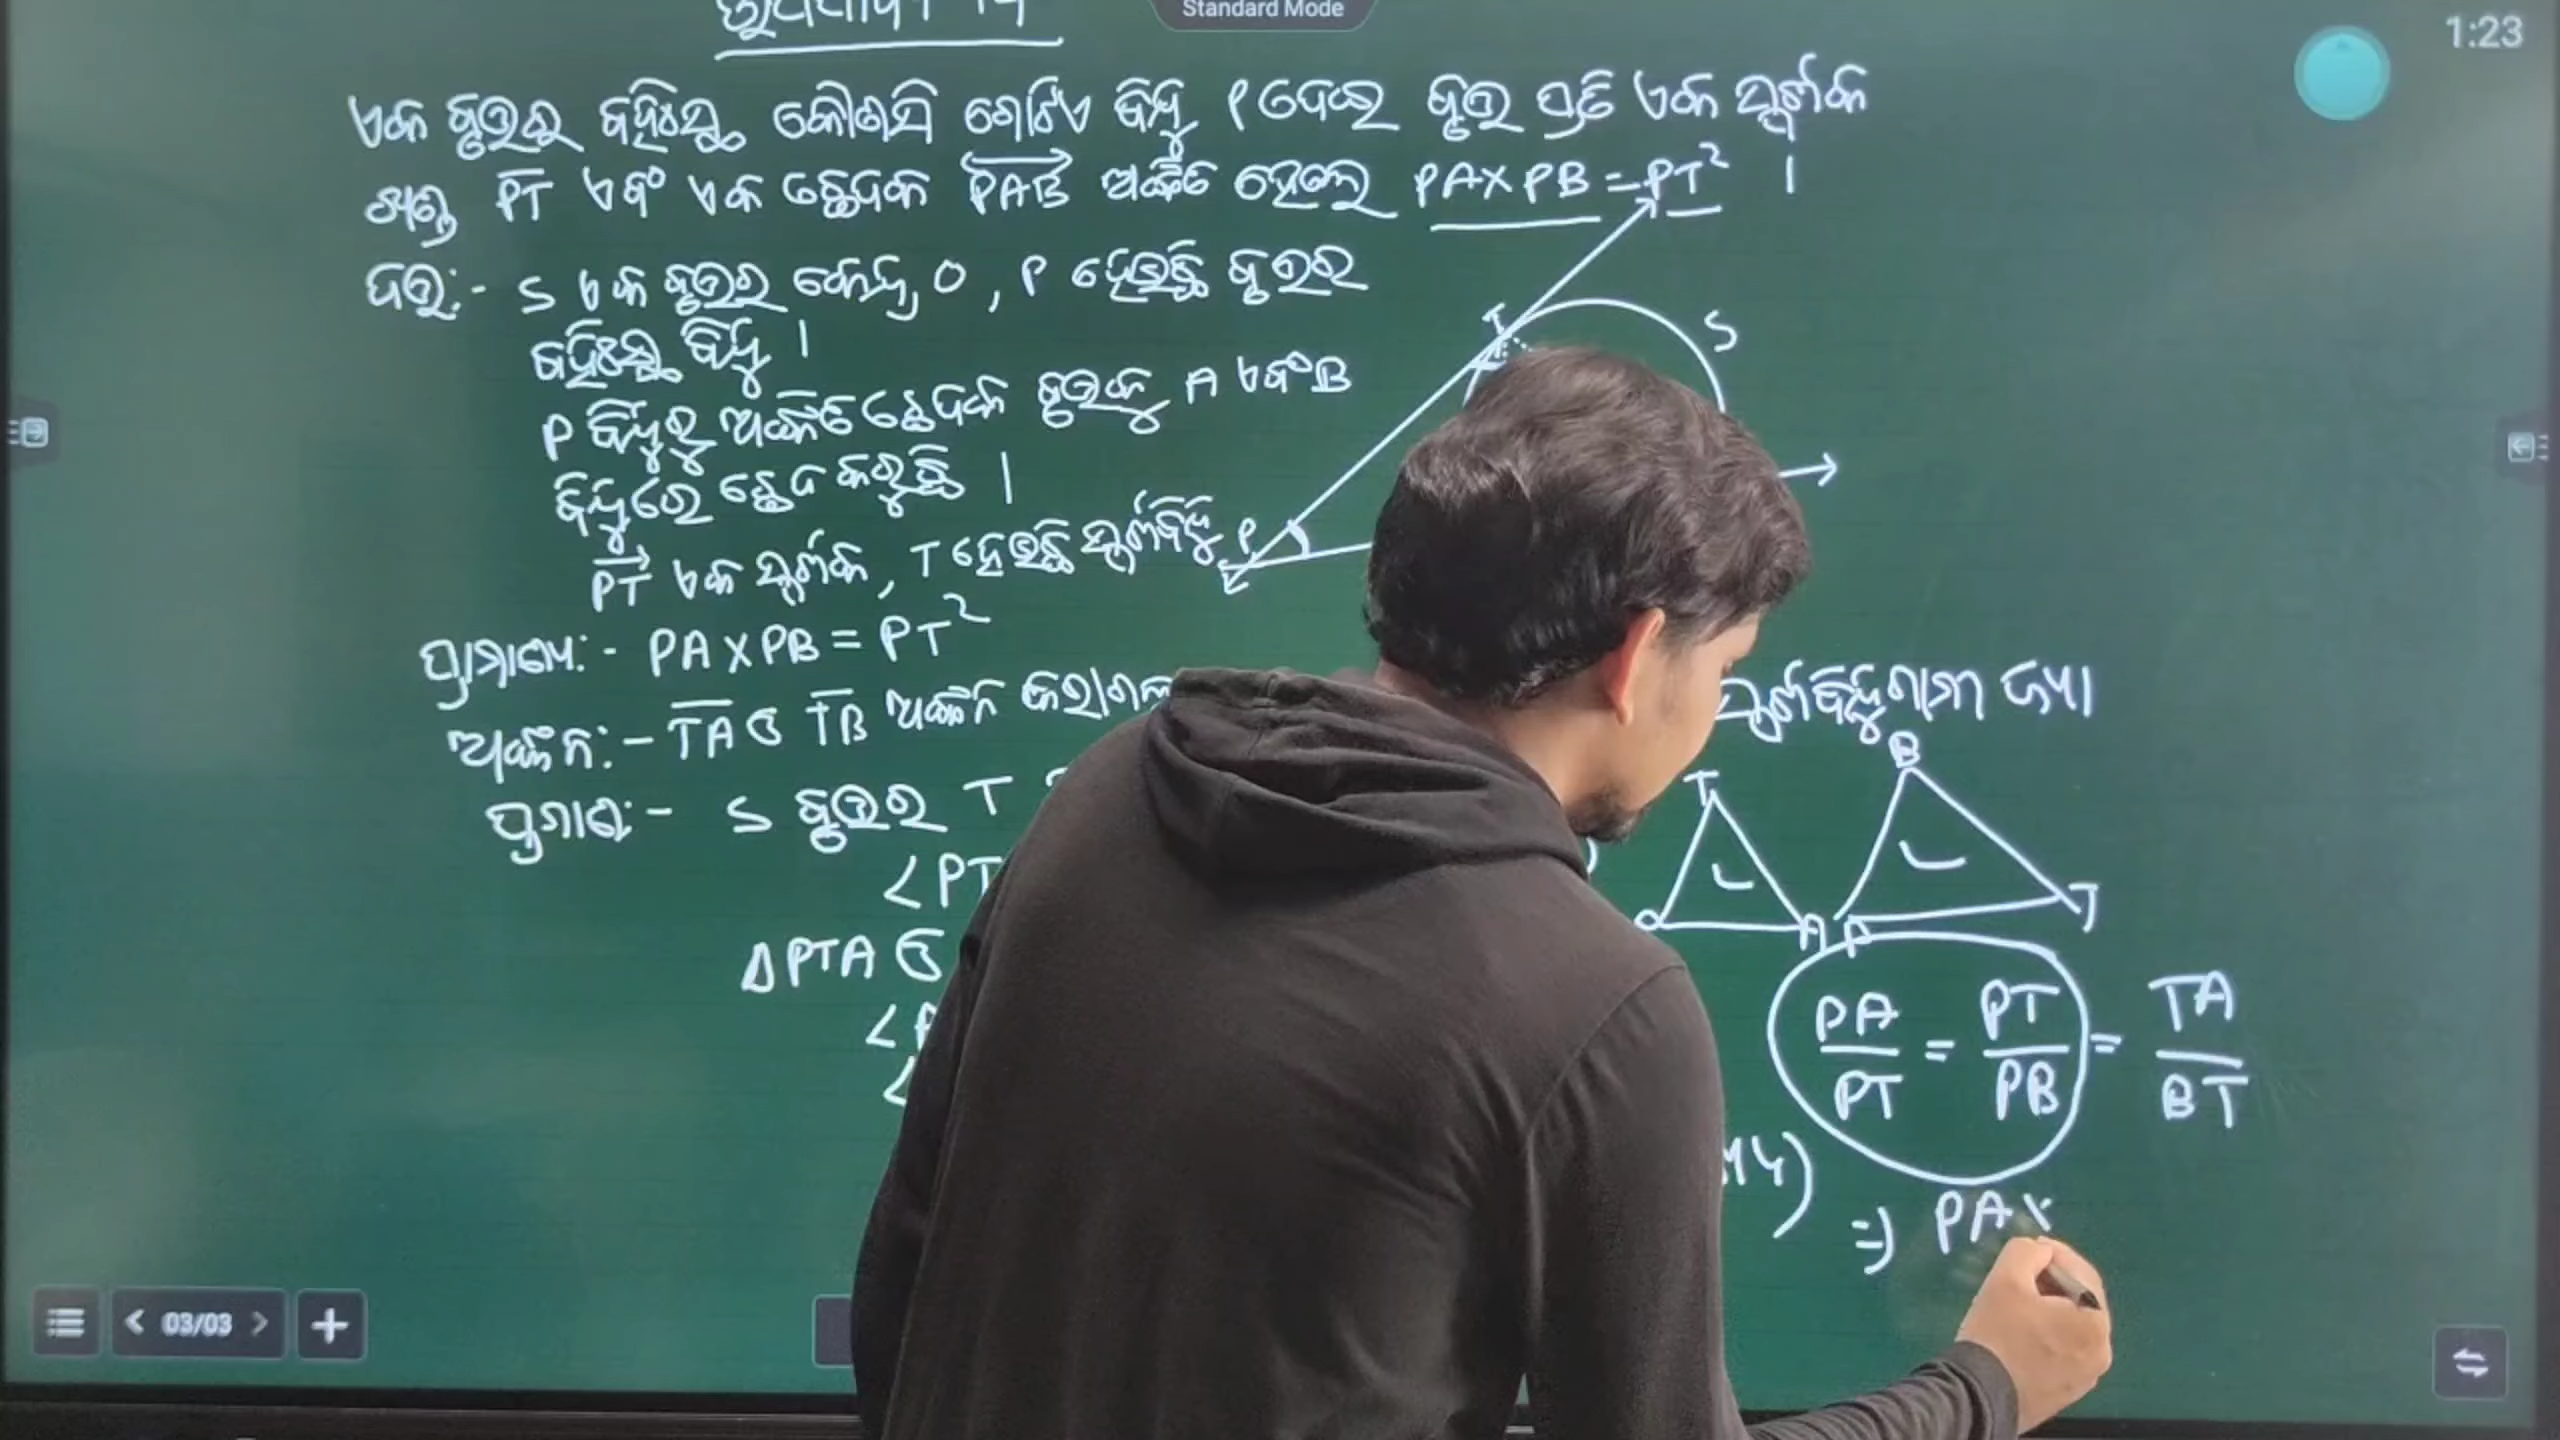 Standard Mode
1:23
ଏକ ବୃତ୍ତର ବହିଃସ୍ଥ କୌଣସି ଗୋଟିଏ ବିନ୍ଦୁ P ଦେଇ ବୃତ୍ତ ପ୍ରତି ଏକ ସ୍ପର୍ଶକ
ଖଣ୍ଡ PT ଏବଂ ଏକ ଛେଦକ PAB ଅଙ୍କିତ ହେଲେ PA×PB = PT² ।
ଦତ୍ତ:- S ଏକ ବୃତ୍ତର କେନ୍ଦ୍ର O , P ହେଉଛି ବୃତ୍ତର
ବହିଃସ୍ଥ ବିନ୍ଦୁ ।
P ବିନ୍ଦୁରୁ ଅଙ୍କିତ ଛେଦକ ବୃତ୍ତକୁ A ଏବଂ B
ବିନ୍ଦୁରେ ଛେଦ କରୁଛି ।
PT ଏକ ସ୍ପର୍ଶକ , T ହେଉଛି ସ୍ପର୍ଶବିନ୍ଦୁ
T
S
P
ପ୍ରାମାଣ୍ୟ:- PA × PB = PT²
ଅଙ୍କନ:- TA ଓ TB ଅଙ୍କନ
ପ୍ରମାଣ:- S ବୃତ୍ତର T ସ୍ପର୍ଶବିନ୍ଦୁଗାମୀ ଜ୍ୟା
∠PT
ΔPTA ଓ
T
A
B
P
T
PA/PT = PT/PB = TA/BT
⇒ PA ×
03/03